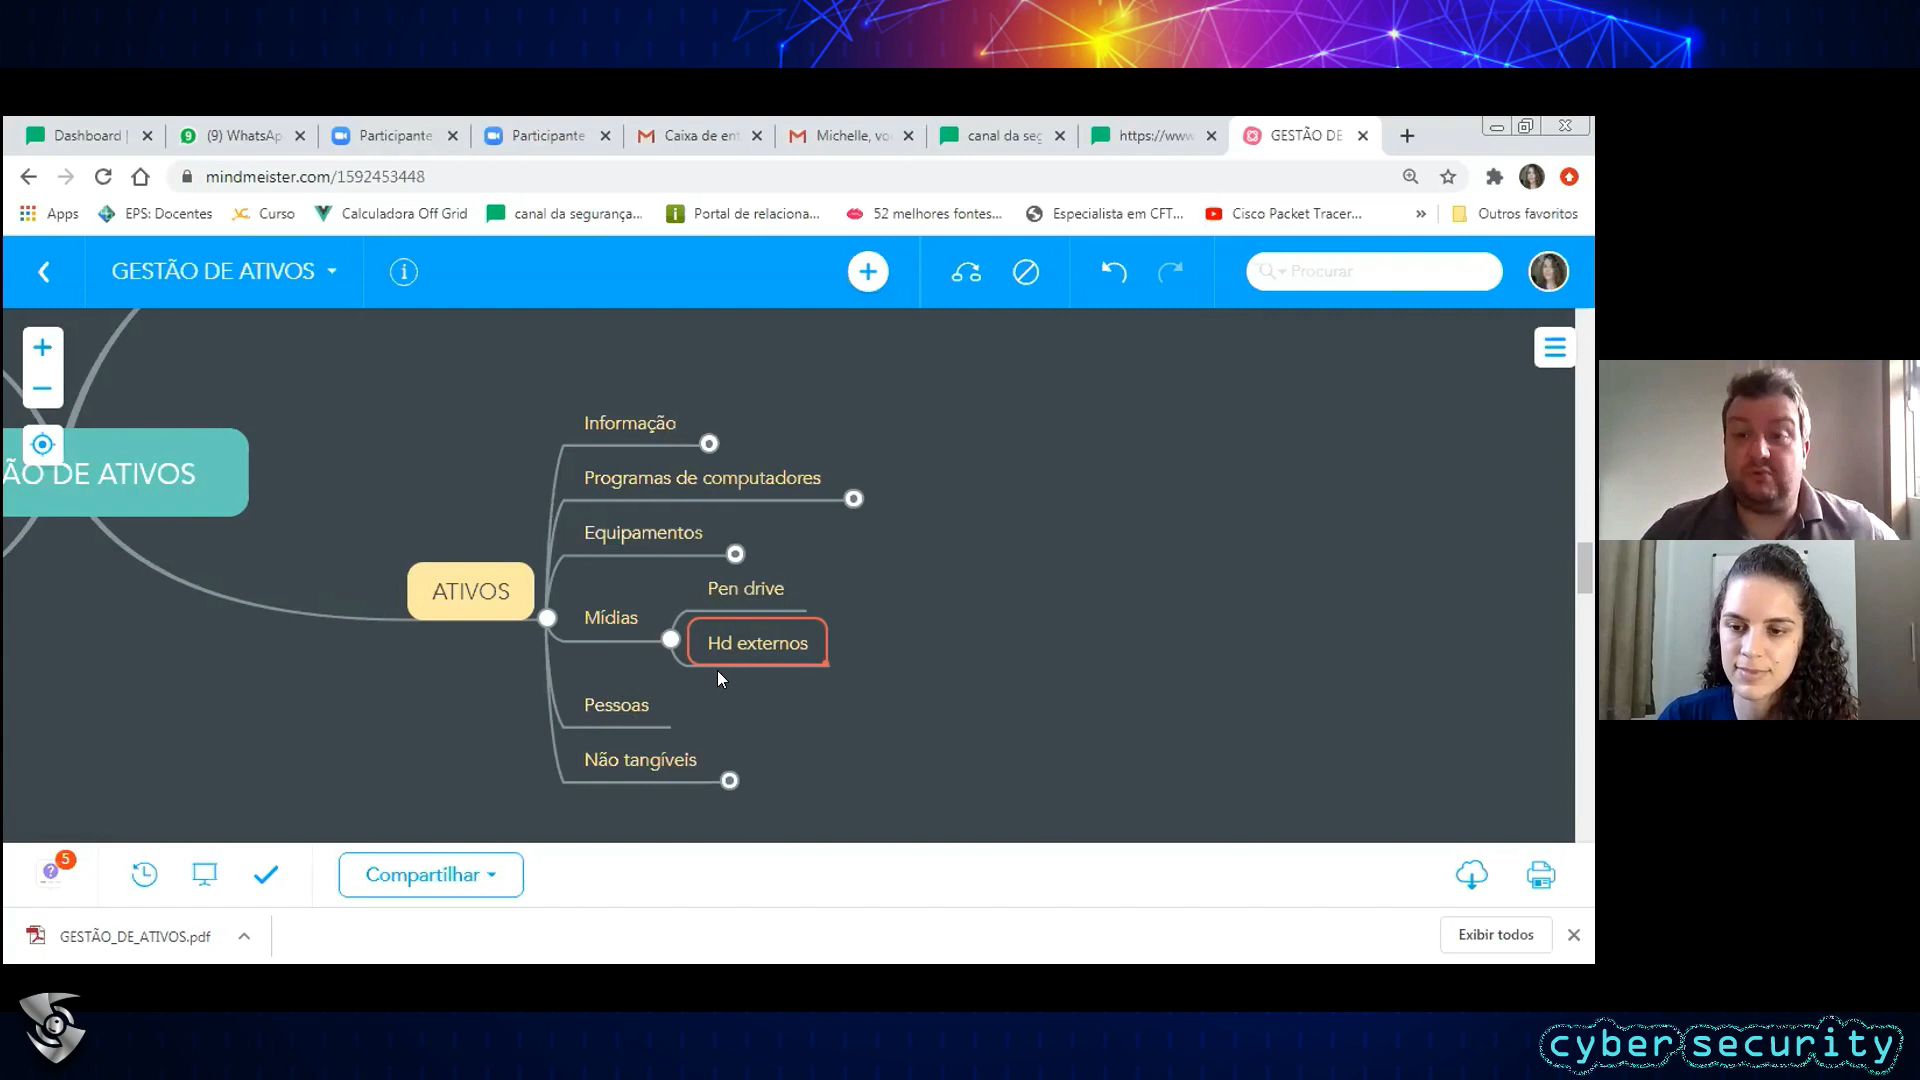 Dashboard |
(9) WhatsAp
Participante
Participante
Caixa de en
Michelle, vo
canal da seg
https://www
GESTÃO DE
mindmeister.com/1592453448
Apps
EPS: Docentes
Curso
Calculadora Off Grid
canal da segurança...
Portal de relaciona...
52 melhores fontes...
Especialista em CFT...
Cisco Packet Tracer...
»
Outros favoritos
GESTÃO DE ATIVOS
Procurar
Informação
Programas de computadores
ÃO DE ATIVOS
Equipamentos
ATIVOS
Pen drive
Mídias
Hd externos
Pessoas
Não tangíveis
5
Compartilhar
GESTÃO_DE_ATIVOS.pdf
Exibir todos
cyber security